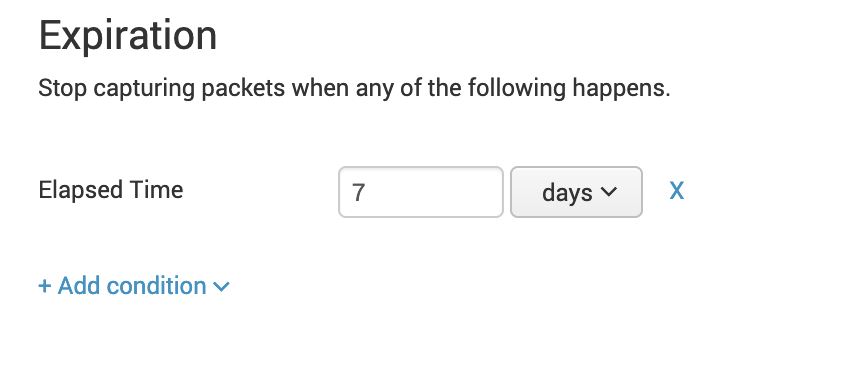 Expiration
Stop capturing packets when any of the following happens.
Elapsed Time 7 days X
+ Add condition